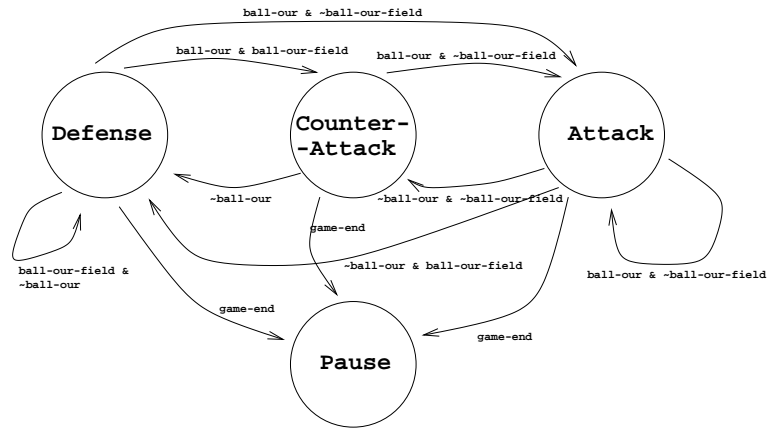 ball-our & ~ball-our-field
ball-our & ball-our-field
ball-our & ~ball-our-field
Defense
Counter-
-Attack
Attack
~ball-our
~ball-our & ~ball-our-field
game-end
ball-our-field &
~ball-our
~ball-our & ball-our-field
ball-our & ~ball-our-field
game-end
game-end
Pause